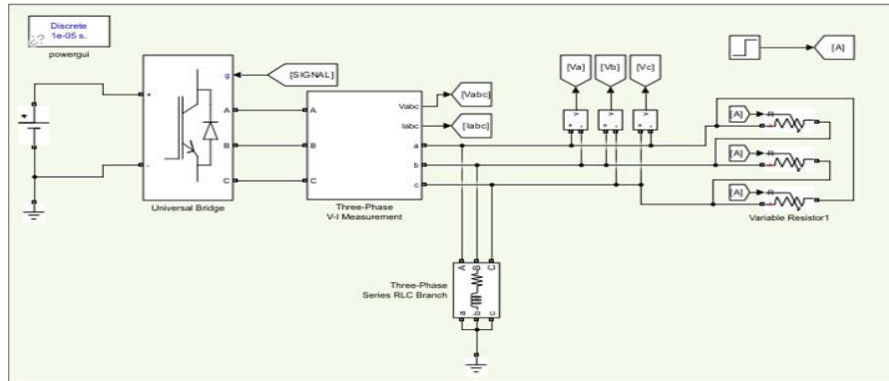 Discrete
1e-05 s.
powergui
[SIGNAL]
g
+
A
B
C
-
Universal Bridge
A
B
C
Vabc
Iabc
a
b
c
Three-Phase
V-I Measurement
[Vabc]
[Iabc]
[Va]
[Vb]
[Vc]
v
+ -
v
+ -
v
+ -
[A]
[A]
R
[A]
R
[A]
R
Variable Resistor1
A
B
C
a
b
c
Three-Phase
Series RLC Branch